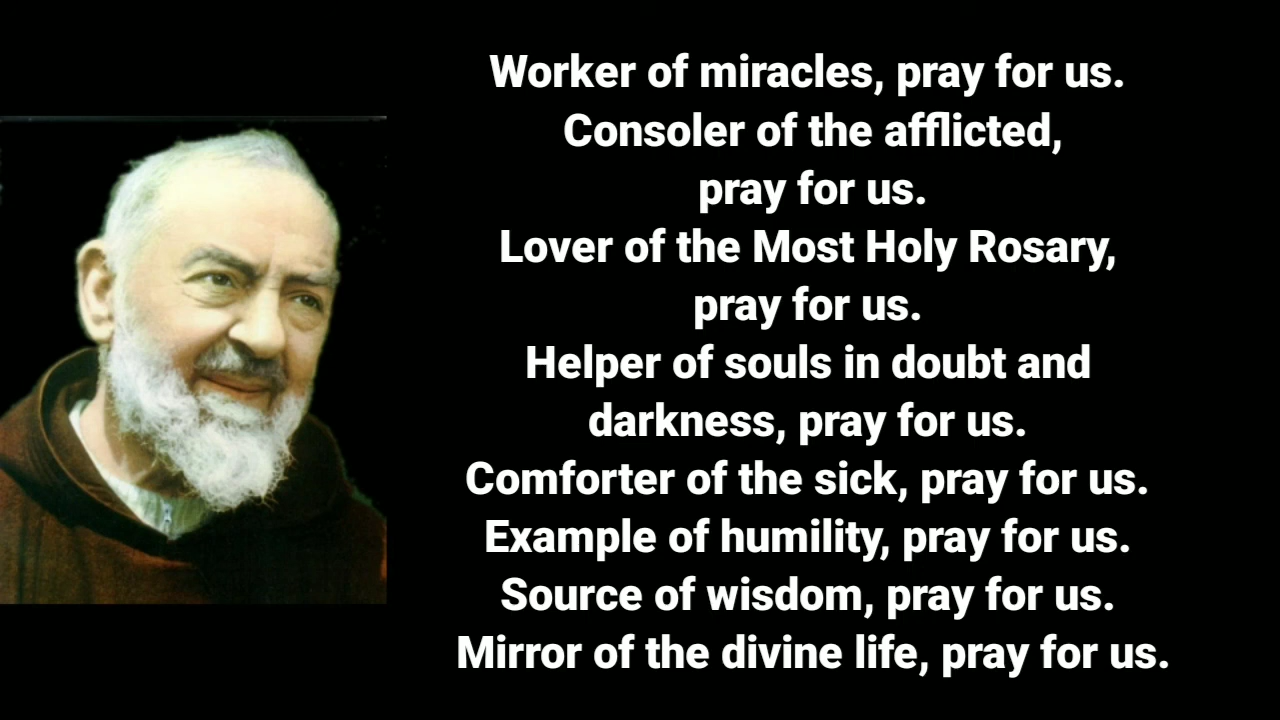 Worker of miracles, pray for us.
Consoler of the afflicted,
pray for us.
Lover of the Most Holy Rosary,
pray for us.
Helper of souls in doubt and
darkness, pray for us.
Comforter of the sick, pray for us.
Example of humility, pray for us.
Source of wisdom, pray for us.
Mirror of the divine life, pray for us.